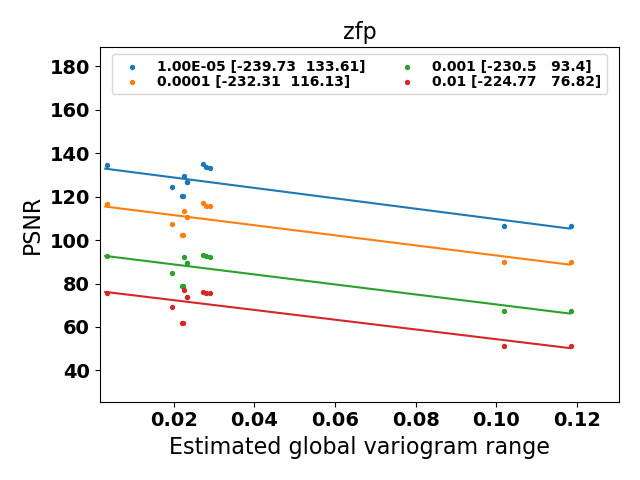 zfp
1.00E-05 [-239.73  133.61]
0.0001 [-232.31  116.13]
0.001 [-230.5   93.4]
0.01 [-224.77   76.82]
PSNR
180
160
140
120
100
80
60
40
0.02 0.04 0.06 0.08 0.10 0.12
Estimated global variogram range